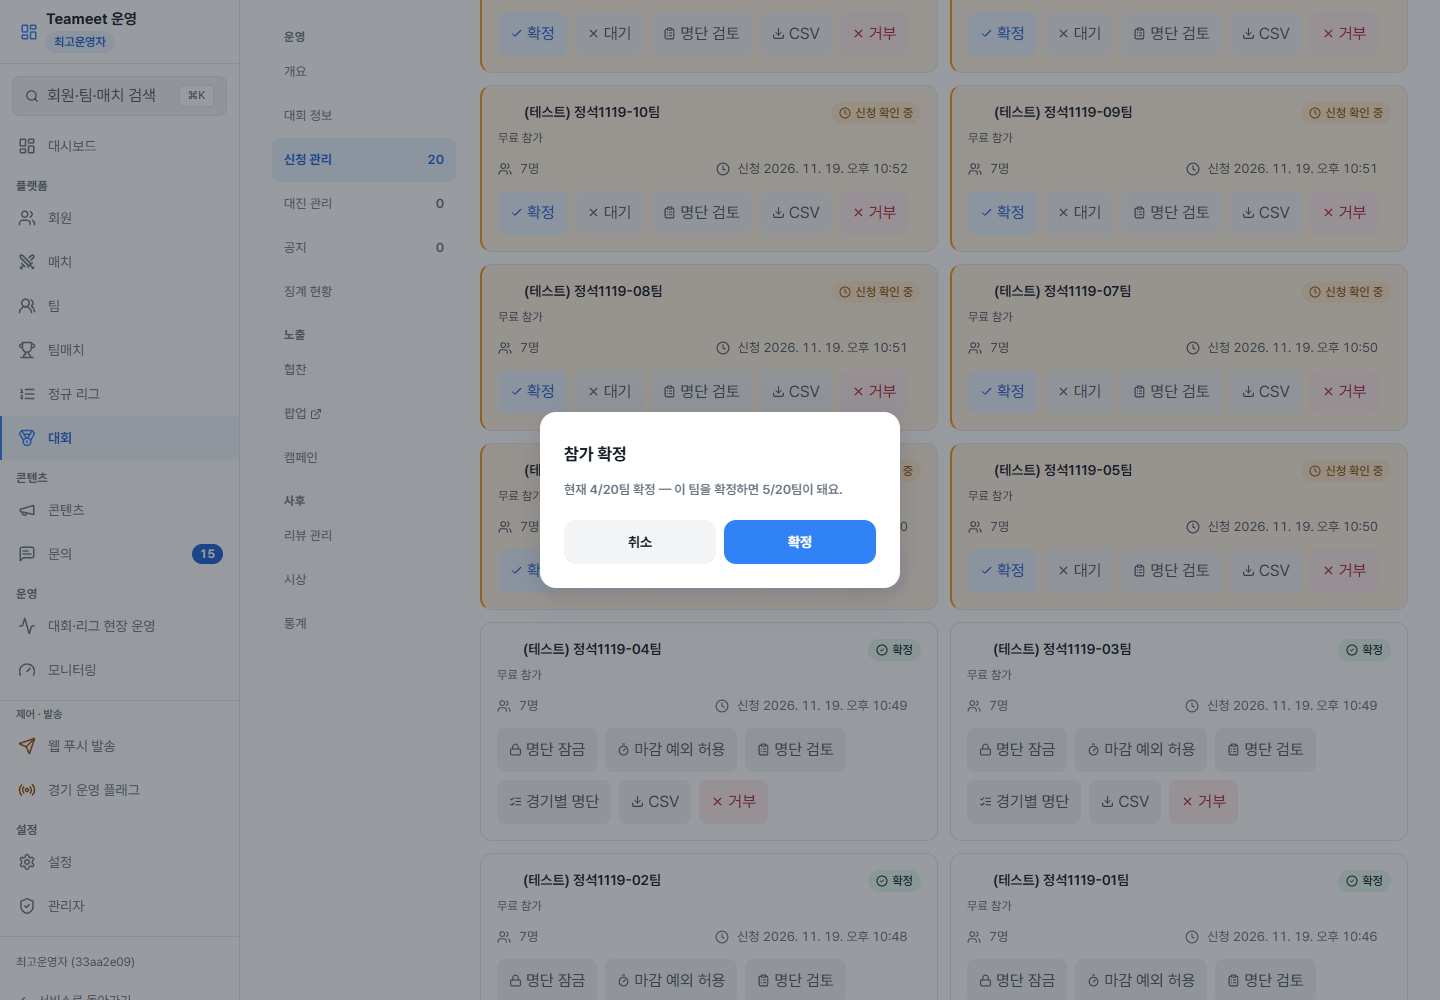 Teameet 운영
최고운영자
회원·팀·매치 검색 ⌘K
대시보드
플랫폼
회원
매치
팀
팀매치
정규 리그
대회
콘텐츠
콘텐츠
문의 15
운영
대회·리그 현장 운영
모니터링
제어 · 발송
웹 푸시 발송
경기 운영 플래그
설정
설정
관리자
최고운영자 (33aa2e09)
운영
개요
대회 정보
신청 관리 20
대진 관리 0
공지 0
징계 현황
노출
협찬
팝업
캠페인
사후
리뷰 관리
시상
통계
확정 대기 명단 검토 CSV 거부
확정 대기 명단 검토 CSV 거부
(테스트) 정석1119-10팀 신청 확인 중
무료 참가
7명 신청 2026. 11. 19. 오후 10:52
확정 대기 명단 검토 CSV 거부
(테스트) 정석1119-09팀 신청 확인 중
무료 참가
7명 신청 2026. 11. 19. 오후 10:51
확정 대기 명단 검토 CSV 거부
(테스트) 정석1119-08팀 신청 확인 중
무료 참가
7명 신청 2026. 11. 19. 오후 10:51
확정 대기 명단 검토 CSV 거부
(테스트) 정석1119-07팀 신청 확인 중
무료 참가
7명 신청 2026. 11. 19. 오후 10:50
확정 대기 명단 검토 CSV 거부
참가 확정
현재 4/20팀 확정 — 이 팀을 확정하면 5/20팀이 돼요.
취소 확정
(테 중
무료 참
7명 0
확
(테스트) 정석1119-05팀 신청 확인 중
무료 참가
7명 신청 2026. 11. 19. 오후 10:50
확정 대기 명단 검토 CSV 거부
(테스트) 정석1119-04팀 확정
무료 참가
7명 신청 2026. 11. 19. 오후 10:49
명단 잠금 마감 예외 허용 명단 검토
경기별 명단 CSV 거부
(테스트) 정석1119-03팀 확정
무료 참가
7명 신청 2026. 11. 19. 오후 10:49
명단 잠금 마감 예외 허용 명단 검토
경기별 명단 CSV 거부
(테스트) 정석1119-02팀 확정
무료 참가
7명 신청 2026. 11. 19. 오후 10:48
명단 잠금 마감 예외 허용 명단 검토
(테스트) 정석1119-01팀 확정
무료 참가
7명 신청 2026. 11. 19. 오후 10:46
명단 잠금 마감 예외 허용 명단 검토